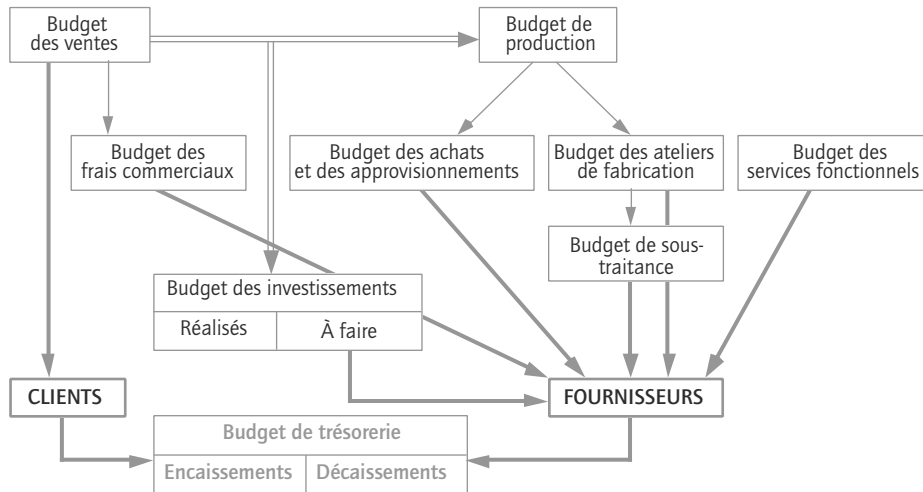 Budget
des ventes
Budget de
production
Budget des
frais commerciaux
Budget des achats
et des approvisionnements
Budget des ateliers
de fabrication
Budget des
services fonctionnels
Budget de sous-
traitance
Budget des investissements
Réalisés
À faire
CLIENTS
FOURNISSEURS
Budget de trésorerie
Encaissements
Décaissements